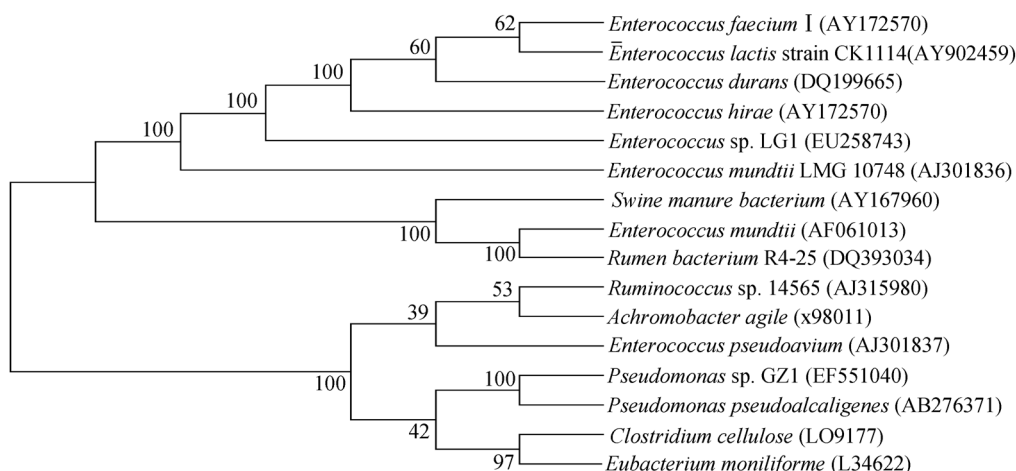 62
Enterococcus faecium Ⅰ (AY172570)
Enterococcus lactis strain CK1114(AY902459)
60
Enterococcus durans (DQ199665)
100
Enterococcus hirae (AY172570)
100
Enterococcus sp. LG1 (EU258743)
100
Enterococcus mundtii LMG 10748 (AJ301836)
Swine manure bacterium (AY167960)
100
Enterococcus mundtii (AF061013)
100
Rumen bacterium R4-25 (DQ393034)
53
Ruminococcus sp. 14565 (AJ315980)
39
Achromobacter agile (x98011)
Enterococcus pseudoavium (AJ301837)
100
100
Pseudomonas sp. GZ1 (EF551040)
Pseudomonas pseudoalcaligenes (AB276371)
42
Clostridium cellulose (LO9177)
97
Eubacterium moniliforme (L34622)